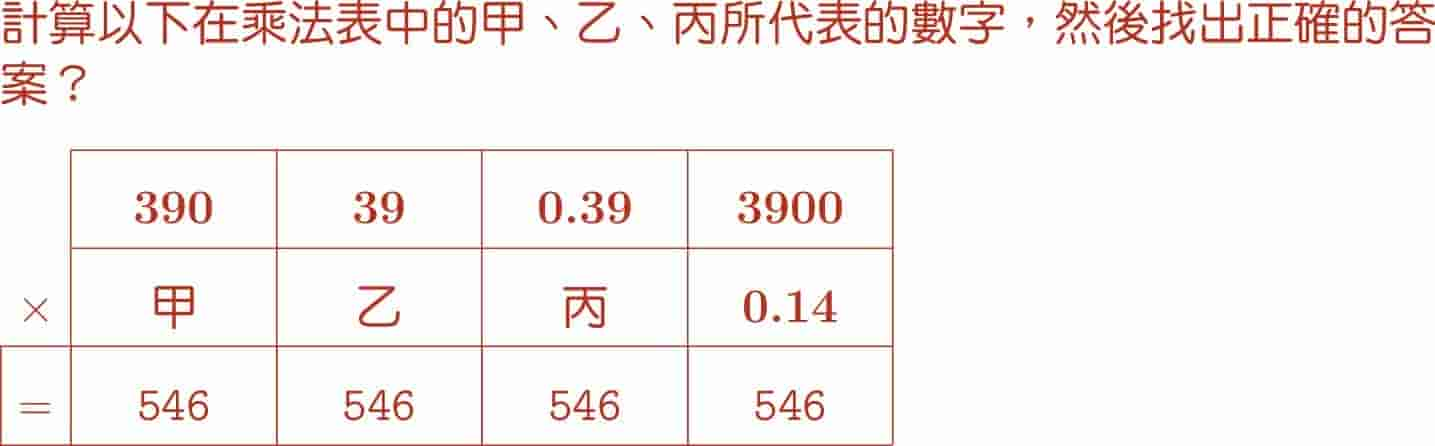 計算以下在乘法表中的甲、乙、丙所代表的數字，然後找出正確的答
案？
390 39 0.39 3900
× 甲 乙 丙 0.14
= 546 546 546 546